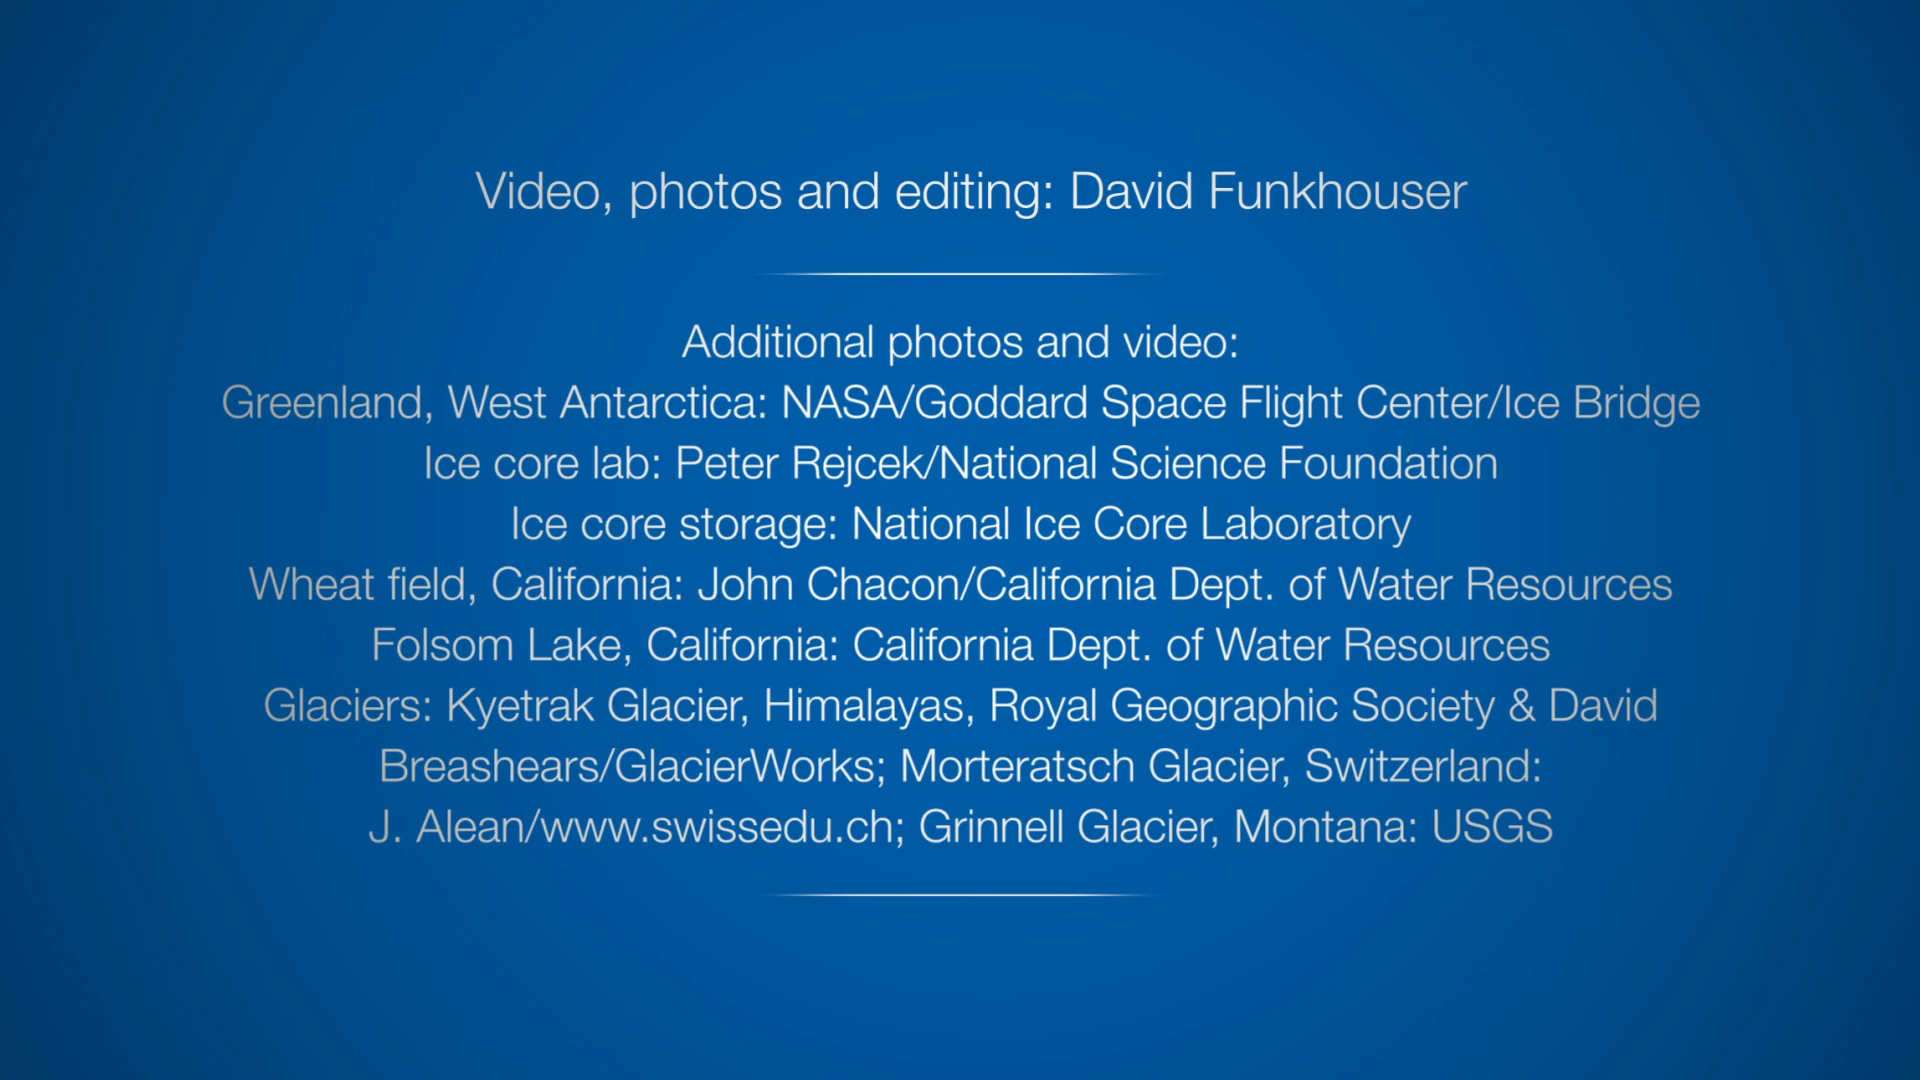 Video, photos and editing: David Funkhouser
Additional photos and video:
Greenland, West Antarctica: NASA/Goddard Space Flight Center/Ice Bridge
Ice core lab: Peter Rejcek/National Science Foundation
Ice core storage: National Ice Core Laboratory
Wheat field, California: John Chacon/California Dept. of Water Resources
Folsom Lake, California: California Dept. of Water Resources
Glaciers: Kyetrak Glacier, Himalayas, Royal Geographic Society & David
Breashears/GlacierWorks; Morteratsch Glacier, Switzerland:
J. Alean/www.swissedu.ch; Grinnell Glacier, Montana: USGS